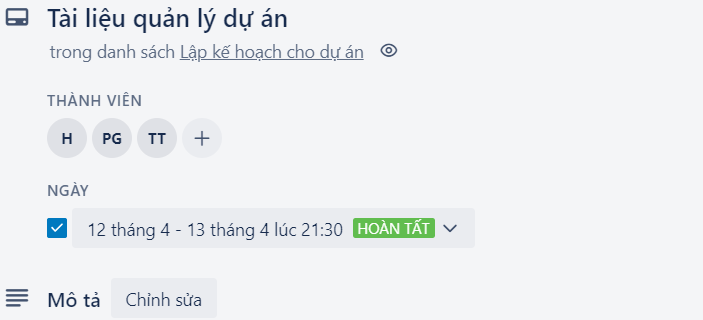 Tài liệu quản lý dự án
trong danh sách Lập kế hoạch cho dự án
THÀNH VIÊN
H PG TT +
NGÀY
12 tháng 4 - 13 tháng 4 lúc 21:30 HOÀN TẤT
Mô tả Chỉnh sửa